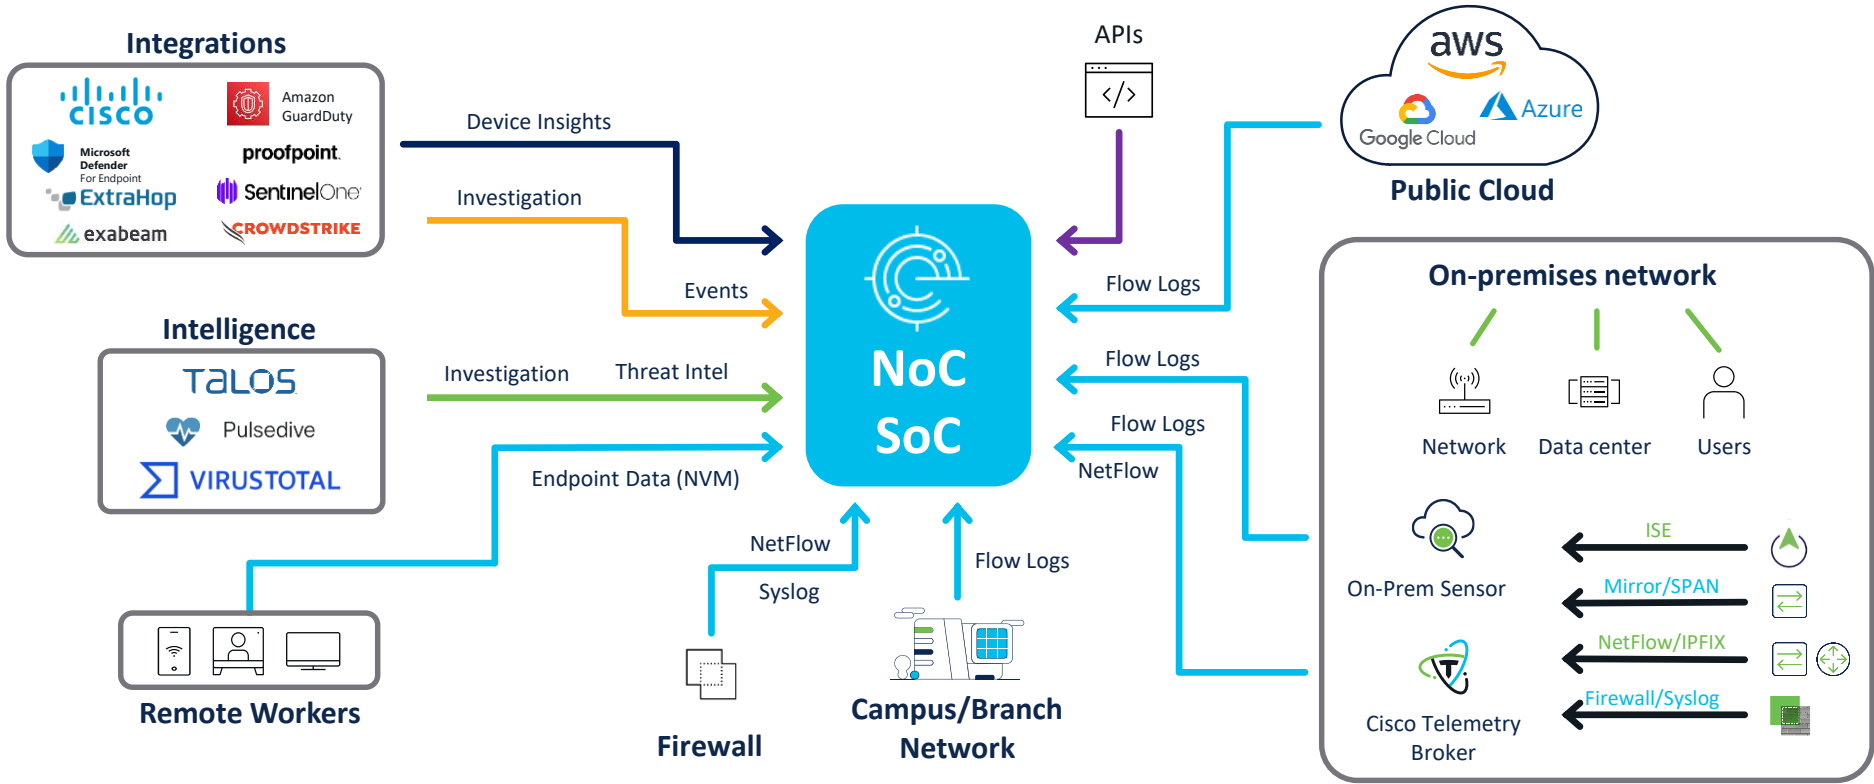 Integrations
CISCO
Amazon
GuardDuty
Microsoft
Defender
For Endpoint
proofpoint.
ExtraHop
SentinelOne
exabeam
CROWDSTRIKE
Device Insights
Investigation
Events
Intelligence
TALOS
Pulsedive
VIRUSTOTAL
Investigation
Threat Intel
Endpoint Data (NVM)
Remote Workers
NetFlow
Syslog
Firewall
Flow Logs
Campus/Branch
Network
NoC
SoC
APIs
</>
Flow Logs
Flow Logs
Flow Logs
NetFlow
aws
Google Cloud
Azure
Public Cloud
On-premises network
Network
Data center
Users
On-Prem Sensor
ISE
Mirror/SPAN
NetFlow/IPFIX
Firewall/Syslog
T
Cisco Telemetry
Broker